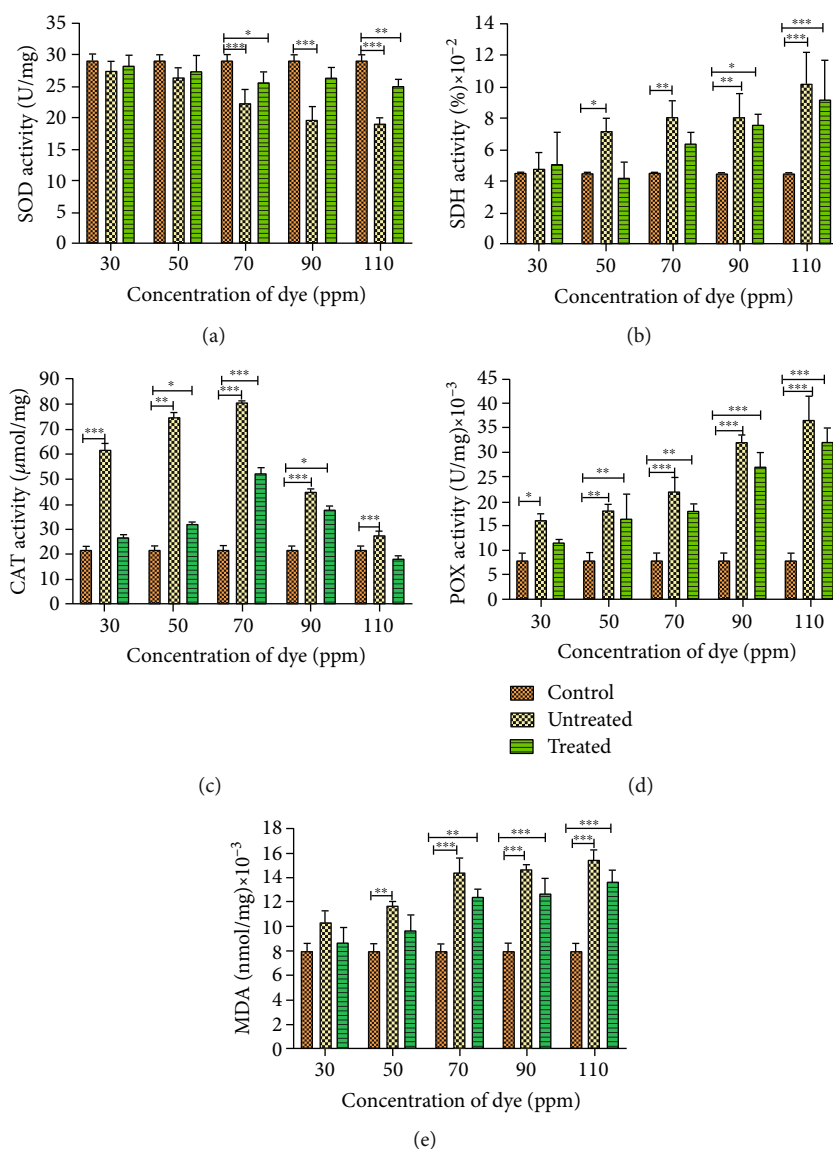 35
30
25
20
15
10
5
0
SOD activity (U/mg)
*
**
*** *** ***
30 50 70 90 110
Concentration of dye (ppm)
(a)
14
12
10
8
6
4
2
0
SDH activity (%)×10−2
***
***
*
* ** **
30 50 70 90 110
Concentration of dye (ppm)
(b)
90
80
70
60
50
40
30
20
10
0
CAT activity (μmol/mg)
* ***
*** ** ***
*
***
***
30 50 70 90 110
Concentration of dye (ppm)
(c)
45
40
35
30
25
20
15
10
5
0
POX activity (U/mg)×10−3
***
***
***
***
** **
* ** ***
30 50 70 90 110
Concentration of dye (ppm)
Control
Untreated
Treated
(d)
18
16
14
12
10
8
6
4
2
0
MDA (nmol/mg)×10−3
** *** ***
*** *** ***
**
30 50 70 90 110
Concentration of dye (ppm)
(e)